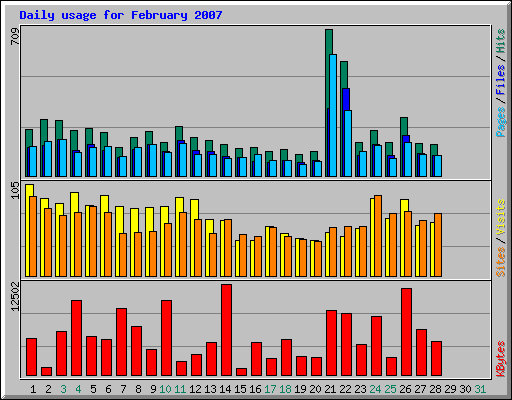 Daily usage for February 2007
709
Pages/Files/Hits
105
Sites/Visits
12502
KBytes
1 2 3 4 5 6 7 8 9 10 11 12 13 14 15 16 17 18 19 20 21 22 23 24 25 26 27 28 29 30 31